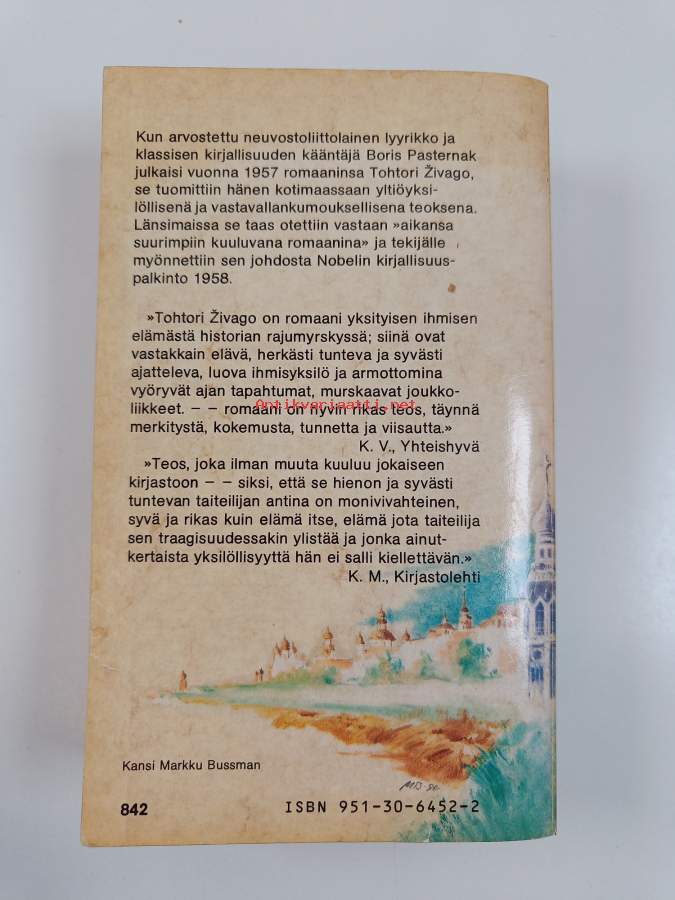 Kun arvostettu neuvostoliittolainen lyyrikko ja
klassisen kirjallisuuden kääntäjä Boris Pasternak
julkaisi vuonna 1957 romaaninsa Tohtori Živago,
se tuomittiin hänen kotimaassaan yltiöyksi-
löllisenä ja vastavallankumouksellisena teoksena.
Länsimaissa se taas otettiin vastaan »aikansa
suurimpiin kuuluvana romaanina» ja tekijälle
myönnettiin sen johdosta Nobelin kirjallisuus-
palkinto 1958.
»Tohtori Živago on romaani yksityisen ihmisen
elämästä historian rajumyrskyssä; siinä ovat
vastakkain elävä, herkästi tunteva ja syvästi
ajatteleva, luova ihmisyksilö ja armottomina
vyöryvät ajan tapahtumat, murskaavat joukko-
Antikvariaatti.net
liikkeet. – – romaani on hyvin rikas teos, täynnä
merkitystä, kokemusta, tunnetta ja viisautta.»
K. V., Yhteishyvä
»Teos, joka ilman muuta kuuluu jokaiseen
kirjastoon – – siksi, että se hienon ja syvästi
tuntevan taiteilijan antina on monivivahteinen,
syvä ja rikas kuin elämä itse, elämä jota taiteilija
sen traagisuudessakin ylistää ja jonka ainut-
kertaista yksilöllisyyttä hän ei salli kiellettävän.»
K. M., Kirjastolehti
Kansi Markku Bussman
842
ISBN 951-30-6452-2